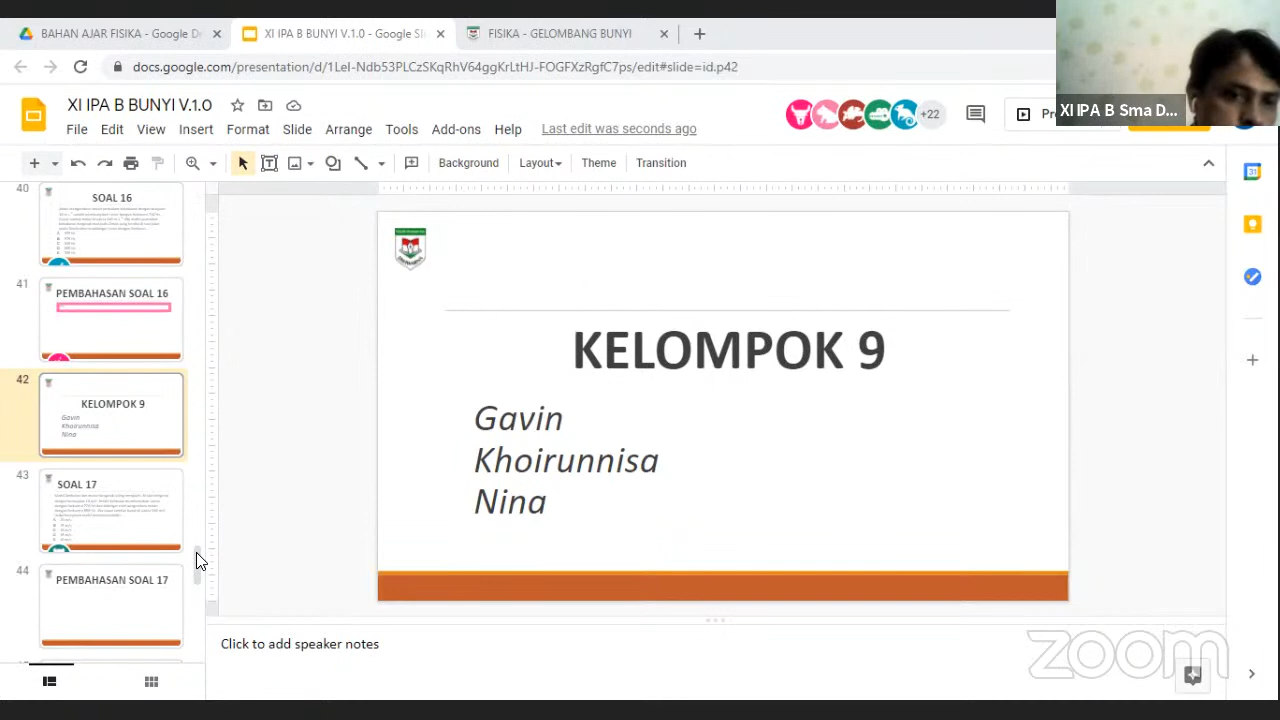 BAHAN AJAR FISIKA - Google D
XI IPA B BUNYI V.1.0 - Google Sli
FISIKA - GELOMBANG BUNYI
docs.google.com/presentation/d/1LeI-Ndb53PLCzSKqRhV64ggKrLtHJ-FOGFXzRgfC7ps/edit#slide=id.p42
XI IPA B Sma D...
XI IPA B BUNYI V.1.0
+22
File Edit View Insert Format Slide Arrange Tools Add-ons Help Last edit was seconds ago
Background Layout Theme Transition
40
SOAL 16
41
PEMBAHASAN SOAL 16
42
KELOMPOK 9
Gavin
Khoirunnisa
Nina
43
SOAL 17
44
PEMBAHASAN SOAL 17
KELOMPOK 9
Gavin
Khoirunnisa
Nina
Click to add speaker notes
zoom
31